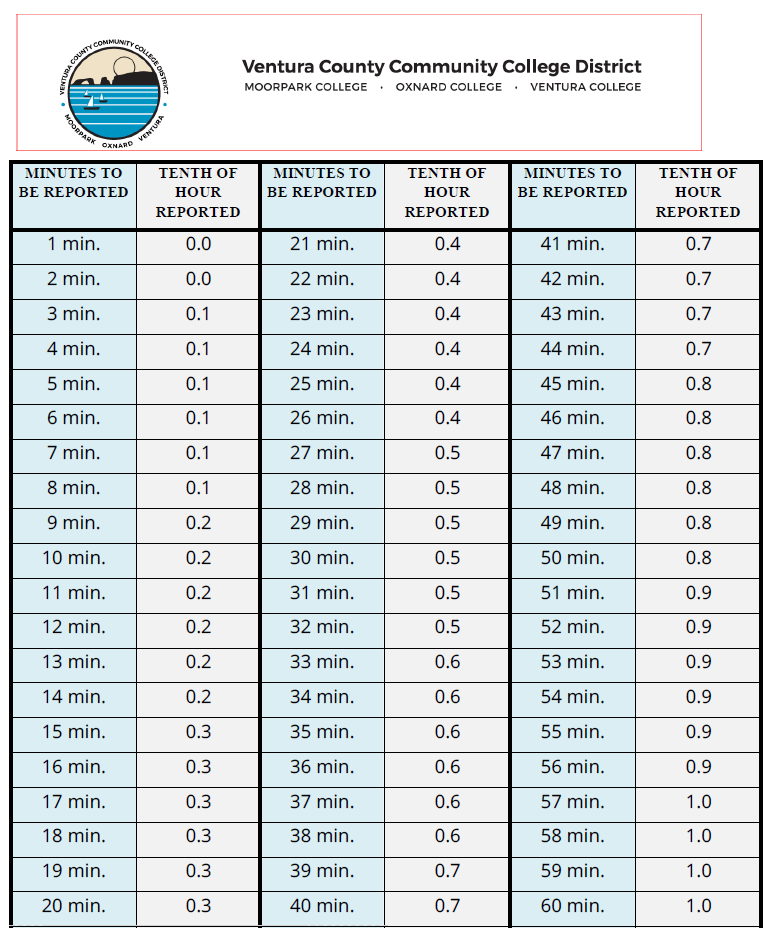 VENTURA COUNTY COMMUNITY COLLEGE DISTRICT
MOORPARK OXNARD VENTURA
Ventura County Community College District
MOORPARK COLLEGE · OXNARD COLLEGE · VENTURA COLLEGE
MINUTES TO BE REPORTED TENTH OF HOUR REPORTED MINUTES TO BE REPORTED TENTH OF HOUR REPORTED MINUTES TO BE REPORTED TENTH OF HOUR REPORTED
1 min. 0.0 21 min. 0.4 41 min. 0.7
2 min. 0.0 22 min. 0.4 42 min. 0.7
3 min. 0.1 23 min. 0.4 43 min. 0.7
4 min. 0.1 24 min. 0.4 44 min. 0.7
5 min. 0.1 25 min. 0.4 45 min. 0.8
6 min. 0.1 26 min. 0.4 46 min. 0.8
7 min. 0.1 27 min. 0.5 47 min. 0.8
8 min. 0.1 28 min. 0.5 48 min. 0.8
9 min. 0.2 29 min. 0.5 49 min. 0.8
10 min. 0.2 30 min. 0.5 50 min. 0.8
11 min. 0.2 31 min. 0.5 51 min. 0.9
12 min. 0.2 32 min. 0.5 52 min. 0.9
13 min. 0.2 33 min. 0.6 53 min. 0.9
14 min. 0.2 34 min. 0.6 54 min. 0.9
15 min. 0.3 35 min. 0.6 55 min. 0.9
16 min. 0.3 36 min. 0.6 56 min. 0.9
17 min. 0.3 37 min. 0.6 57 min. 1.0
18 min. 0.3 38 min. 0.6 58 min. 1.0
19 min. 0.3 39 min. 0.7 59 min. 1.0
20 min. 0.3 40 min. 0.7 60 min. 1.0